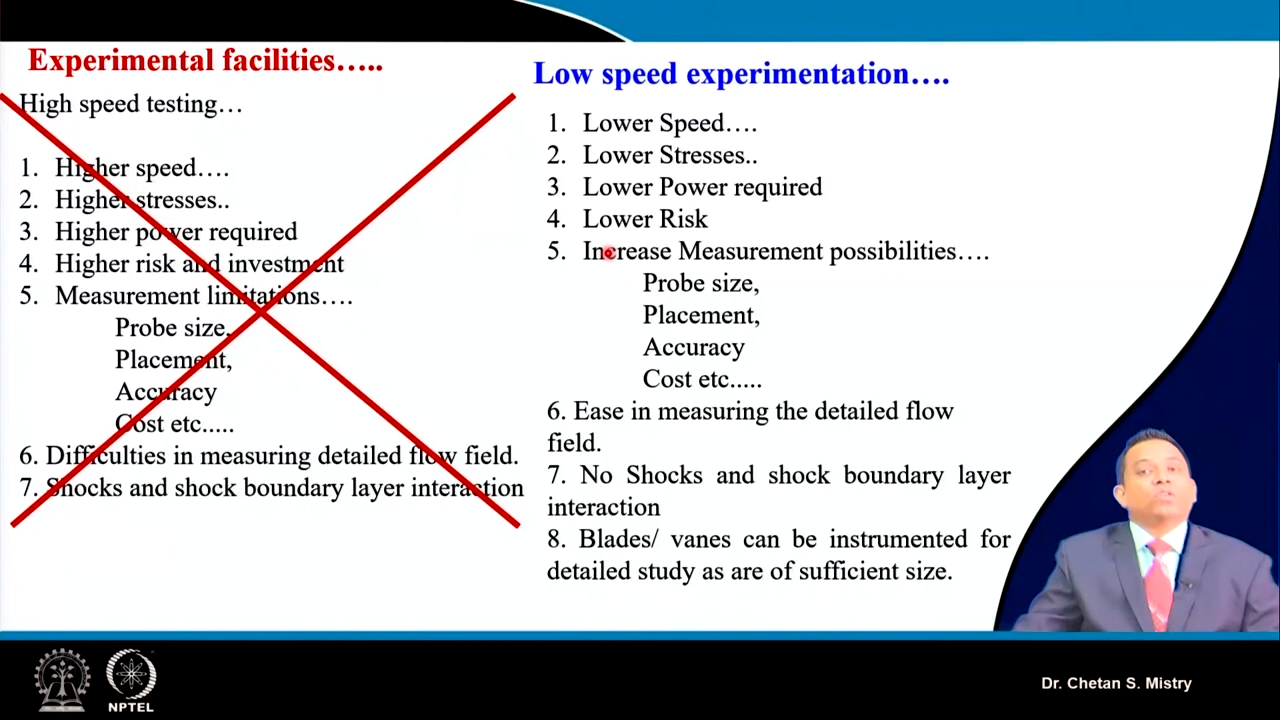 Experimental facilities…..
High speed testing…
1. Higher speed….
2. Higher stresses..
3. Higher power required
4. Higher risk and investment
5. Measurement limitations….
Probe size,
Placement,
Accuracy
Cost etc.....
6. Difficulties in measuring detailed flow field.
7. Shocks and shock boundary layer interaction
Low speed experimentation….
1. Lower Speed….
2. Lower Stresses..
3. Lower Power required
4. Lower Risk
5. Increase Measurement possibilities….
Probe size,
Placement,
Accuracy
Cost etc.....
6. Ease in measuring the detailed flow
field.
7. No Shocks and shock boundary layer
interaction
8. Blades/ vanes can be instrumented for
detailed study as are of sufficient size.
NPTEL
Dr. Chetan S. Mistry